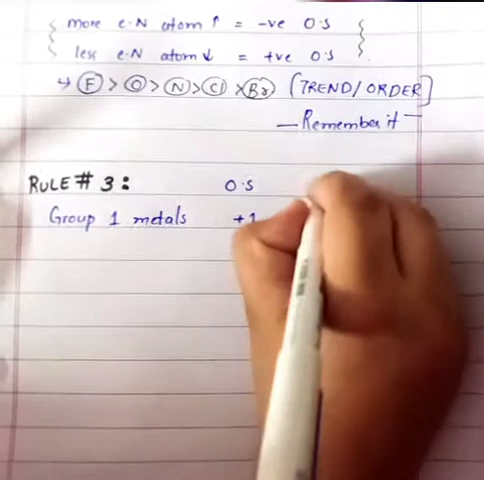 { more e.N atom ↑ = -ve O.S }
{ less e.N atom ↓ = +ve O.S }
↪ F > O > N > Cl > Br [TREND/ORDER]
— Remember it —
RULE # 3: O.S
Group 1 metals +1